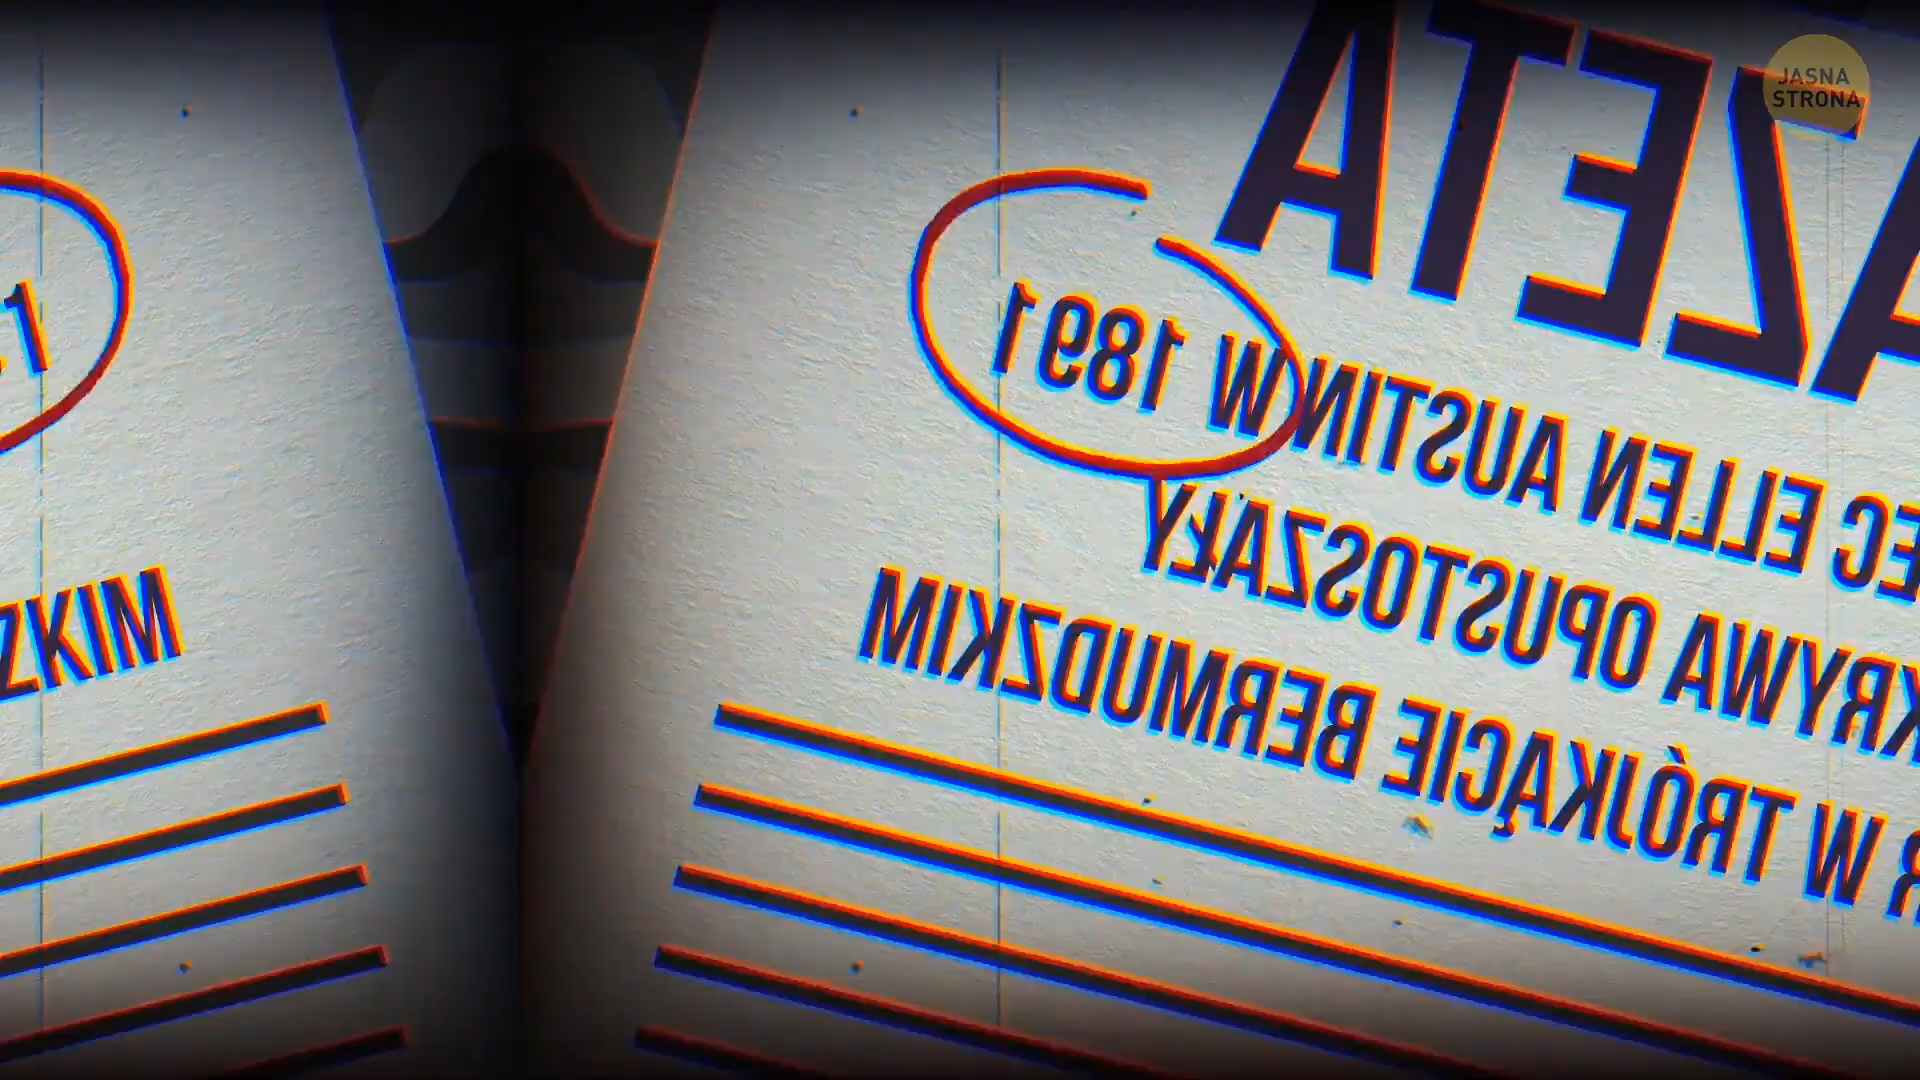 JASNA
STRONA
AZETA
EC ELLEN AUSTIN W 1891
KRYWA OPUSTOSZAŁY
R W TRÓJKĄCIE BERMUDZKIM
ZKIM